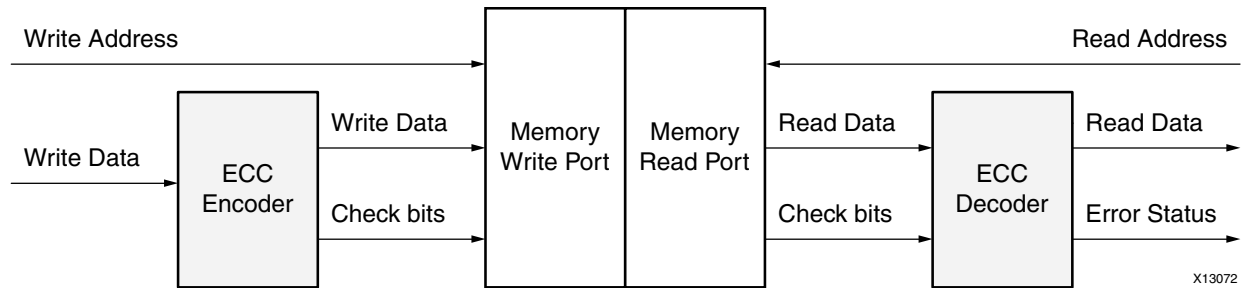 Write Address
Read Address
Write Data
ECC
Encoder
Write Data
Check bits
Memory
Write Port
Memory
Read Port
Read Data
Check bits
ECC
Decoder
Read Data
Error Status
X13072